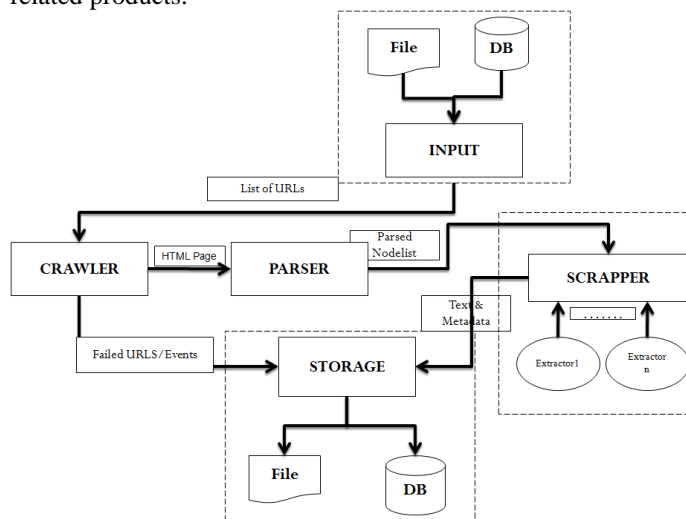 related products.
File
DB
INPUT
List of URLs
CRAWLER
HTML Page
PARSER
Parsed
Nodelist
SCRAPPER
.......
Extractor1
Extractor
n
Text &
Metadata
Failed URLS/Events
STORAGE
File
DB